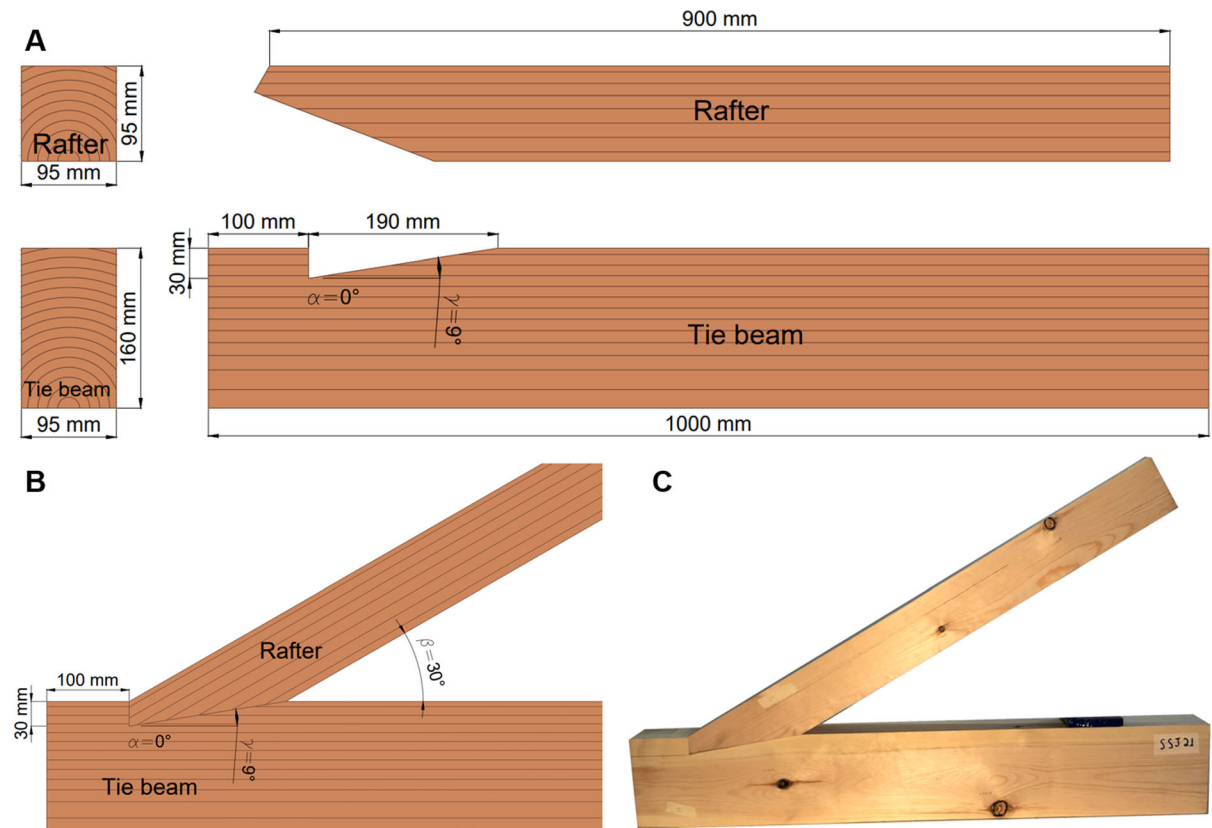 A
900 mm
Rafter
95 mm
95 mm
Rafter
100 mm
190 mm
30 mm
α=0°
γ=9°
Tie beam
160 mm
Tie beam
95 mm
1000 mm
B
Rafter
β=30°
100 mm
30 mm
α=0°
γ=9°
Tie beam
C
SSJ21